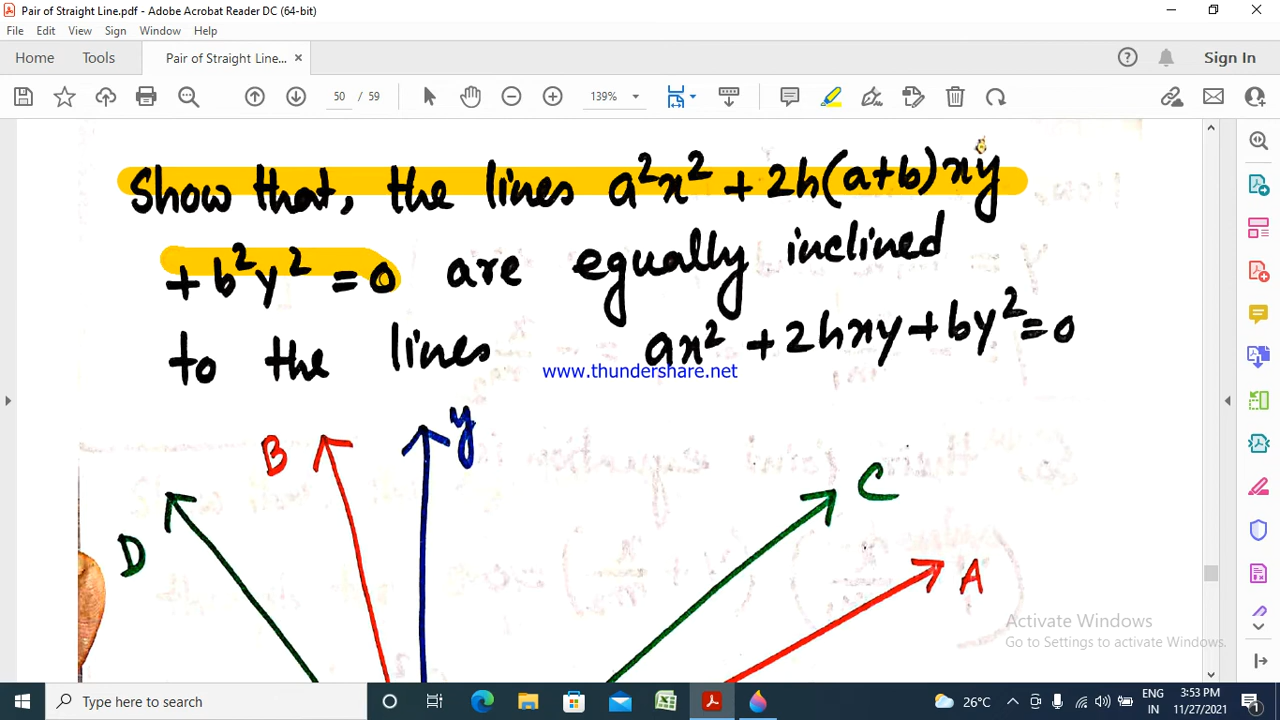 Pair of Straight Line.pdf - Adobe Acrobat Reader DC (64-bit)
File Edit View Sign Window Help
Home Tools Pair of Straight Line... × Sign In
50 / 59 139%
Show that, the lines a²x² + 2h(a+b)xy
+ b²y² = 0 are equally inclined
to the lines ax² + 2hxy + by² = 0
www.thundershare.net
B y
D C
A
Activate Windows
Go to Settings to activate Windows.
Type here to search 26°C ENG 3:53 PM
IN 11/27/2021 1